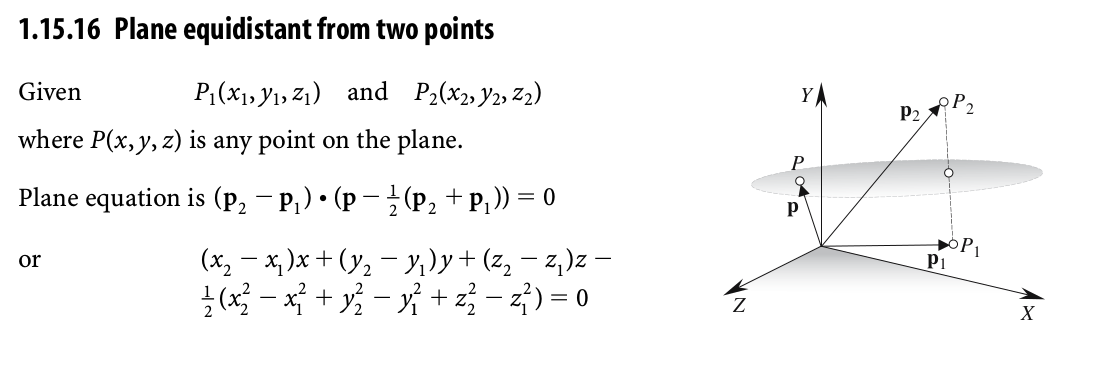 1.15.16 Plane equidistant from two points
Given P₁(x₁, y₁, z₁) and P₂(x₂, y₂, z₂)
where P(x, y, z) is any point on the plane.
Plane equation is (p₂ − p₁) • (p − ½(p₂ + p₁)) = 0
or (x₂ − x₁)x + (y₂ − y₁)y + (z₂ − z₁)z −
½(x₂² − x₁² + y₂² − y₁² + z₂² − z₁²) = 0
Y
p₂
P₂
P
p
P₁
p₁
Z
X